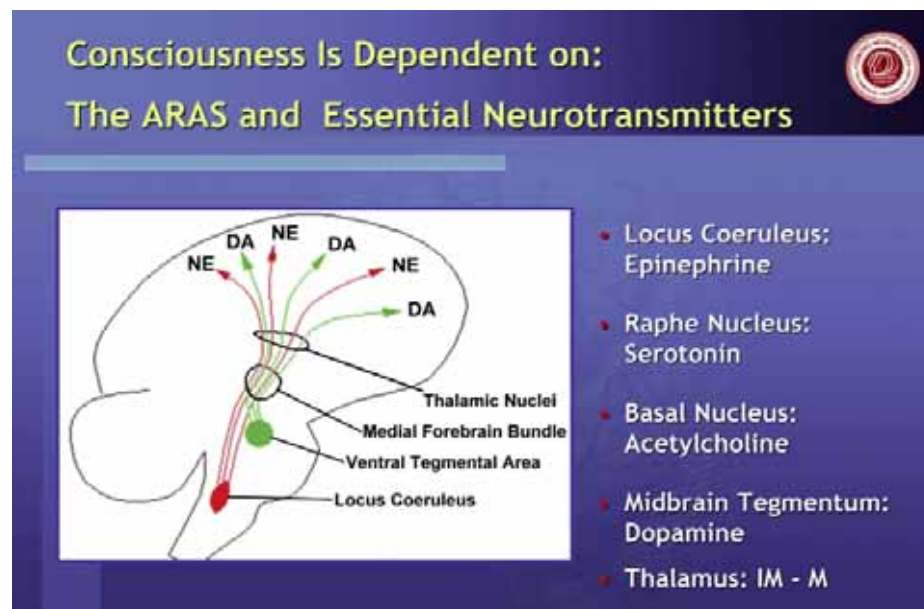 Consciousness Is Dependent on:
The ARAS and Essential Neurotransmitters
NE
DA
NE
DA
NE
DA
Thalamic Nuclei
Medial Forebrain Bundle
Ventral Tegmental Area
Locus Coeruleus
Locus Coeruleus:
Epinephrine
Raphe Nucleus:
Serotonin
Basal Nucleus:
Acetylcholine
Midbrain Tegmentum:
Dopamine
Thalamus: IM - M